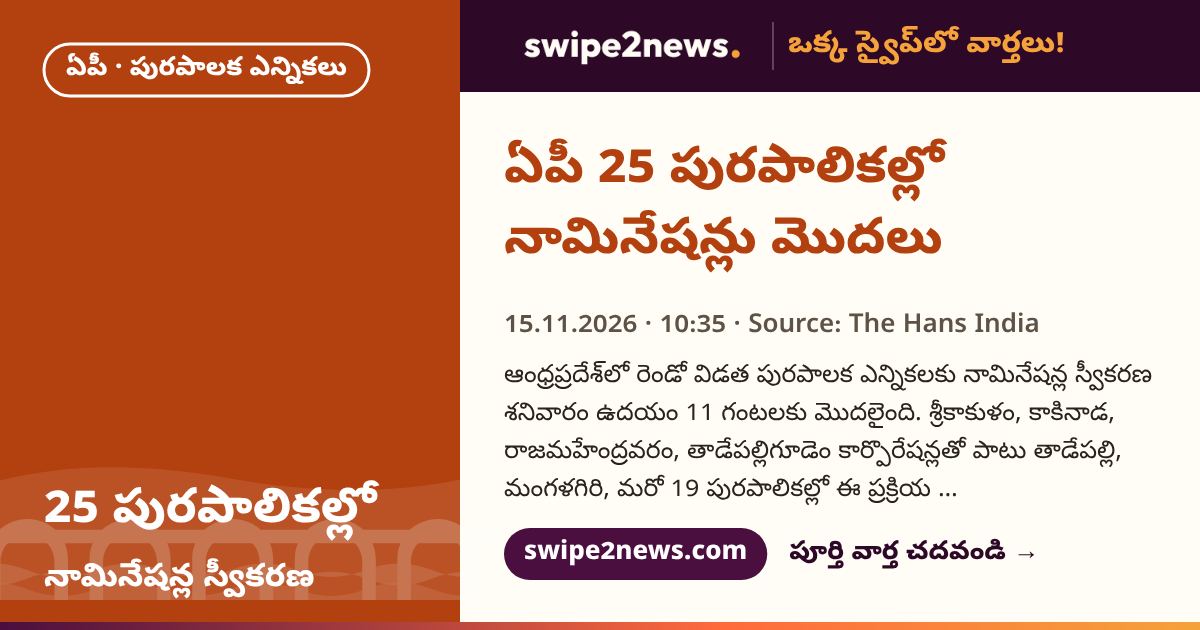 ఏపీ · పురపాలక ఎన్నికలు
25 పురపాలికల్లో
నామినేషన్ల స్వీకరణ
swipe2news. ఒక్క స్వైప్‌లో వార్తలు!
ఏపీ 25 పురపాలికల్లో
నామినేషన్లు మొదలు
15.11.2026 · 10:35 · Source: The Hans India
ఆంధ్రప్రదేశ్‌లో రెండో విడత పురపాలక ఎన్నికలకు నామినేషన్ల స్వీకరణ
శనివారం ఉదయం 11 గంటలకు మొదలైంది. శ్రీకాకుళం, కాకినాడ,
రాజమహేంద్రవరం, తాడేపల్లిగూడెం కార్పొరేషన్లతో పాటు తాడేపల్లి,
మంగళగిరి, మరో 19 పురపాలికల్లో ఈ ప్రక్రియ ...
swipe2news.com పూర్తి వార్త చదవండి →